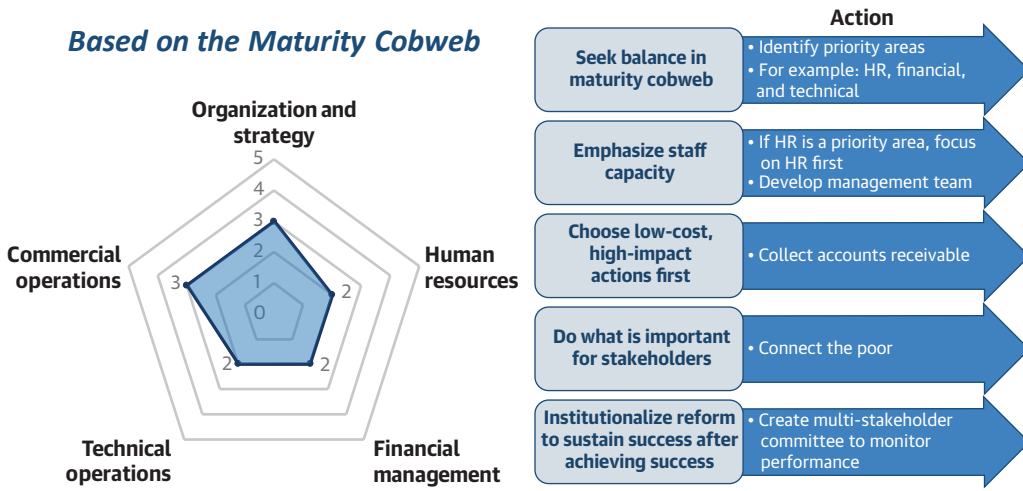 Based on the Maturity Cobweb
Organization and
strategy
5
4
3
2
1
0
Human
resources
2
Commercial
operations
3
2
2
Technical
operations
Financial
management
Action
Seek balance in
maturity cobweb
• Identify priority areas
• For example: HR, financial,
and technical
Emphasize staff
capacity
• If HR is a priority area, focus
on HR first
• Develop management team
Choose low-cost,
high-impact
actions first
• Collect accounts receivable
Do what is important
for stakeholders
• Connect the poor
Institutionalize reform
to sustain success after
achieving success
• Create multi-stakeholder
committee to monitor
performance